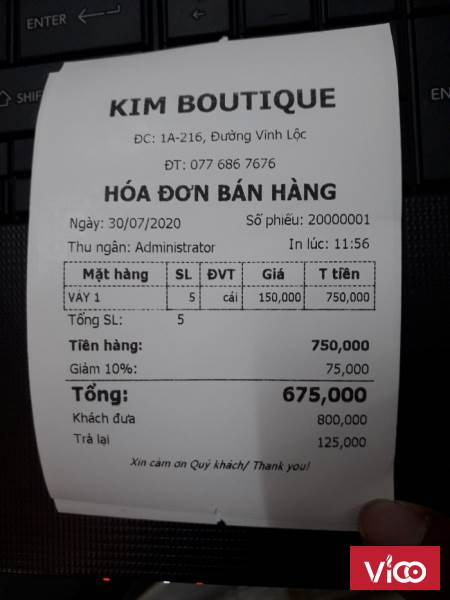 ENTER
SHIF
EN
KIM BOUTIQUE
ĐC: 1A-216, Đường Vĩnh Lộc
ĐT: 077 686 7676
HÓA ĐƠN BÁN HÀNG
Ngày: 30/07/2020 Số phiếu: 20000001
Thu ngân: Administrator In lúc: 11:56
Mặt hàng SL ĐVT Giá T tiền
VÁY 1 5 cái 150,000 750,000
Tổng SL: 5
Tiền hàng: 750,000
Giảm 10%: 75,000
Tổng: 675,000
Khách đưa 800,000
Trả lại 125,000
Xin cảm ơn Quý khách/ Thank you!
Vioo